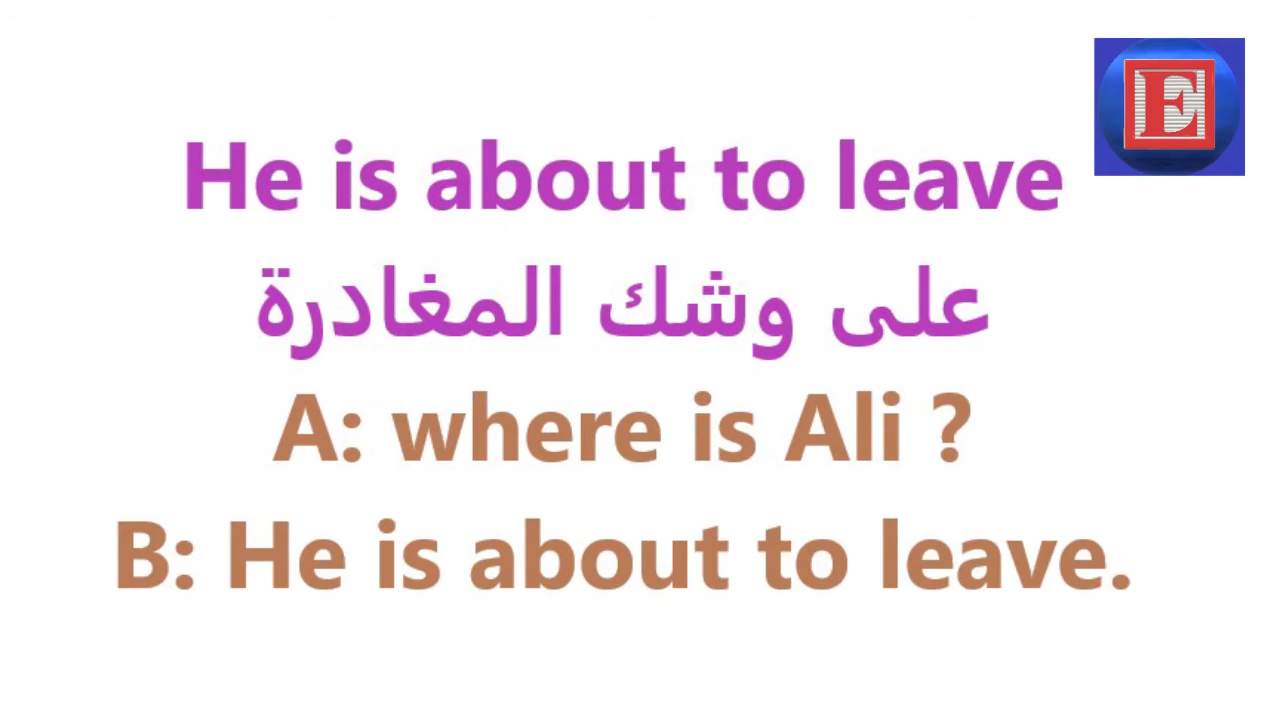 He is about to leave
على وشك المغادرة
A: where is Ali ?
B: He is about to leave.
E